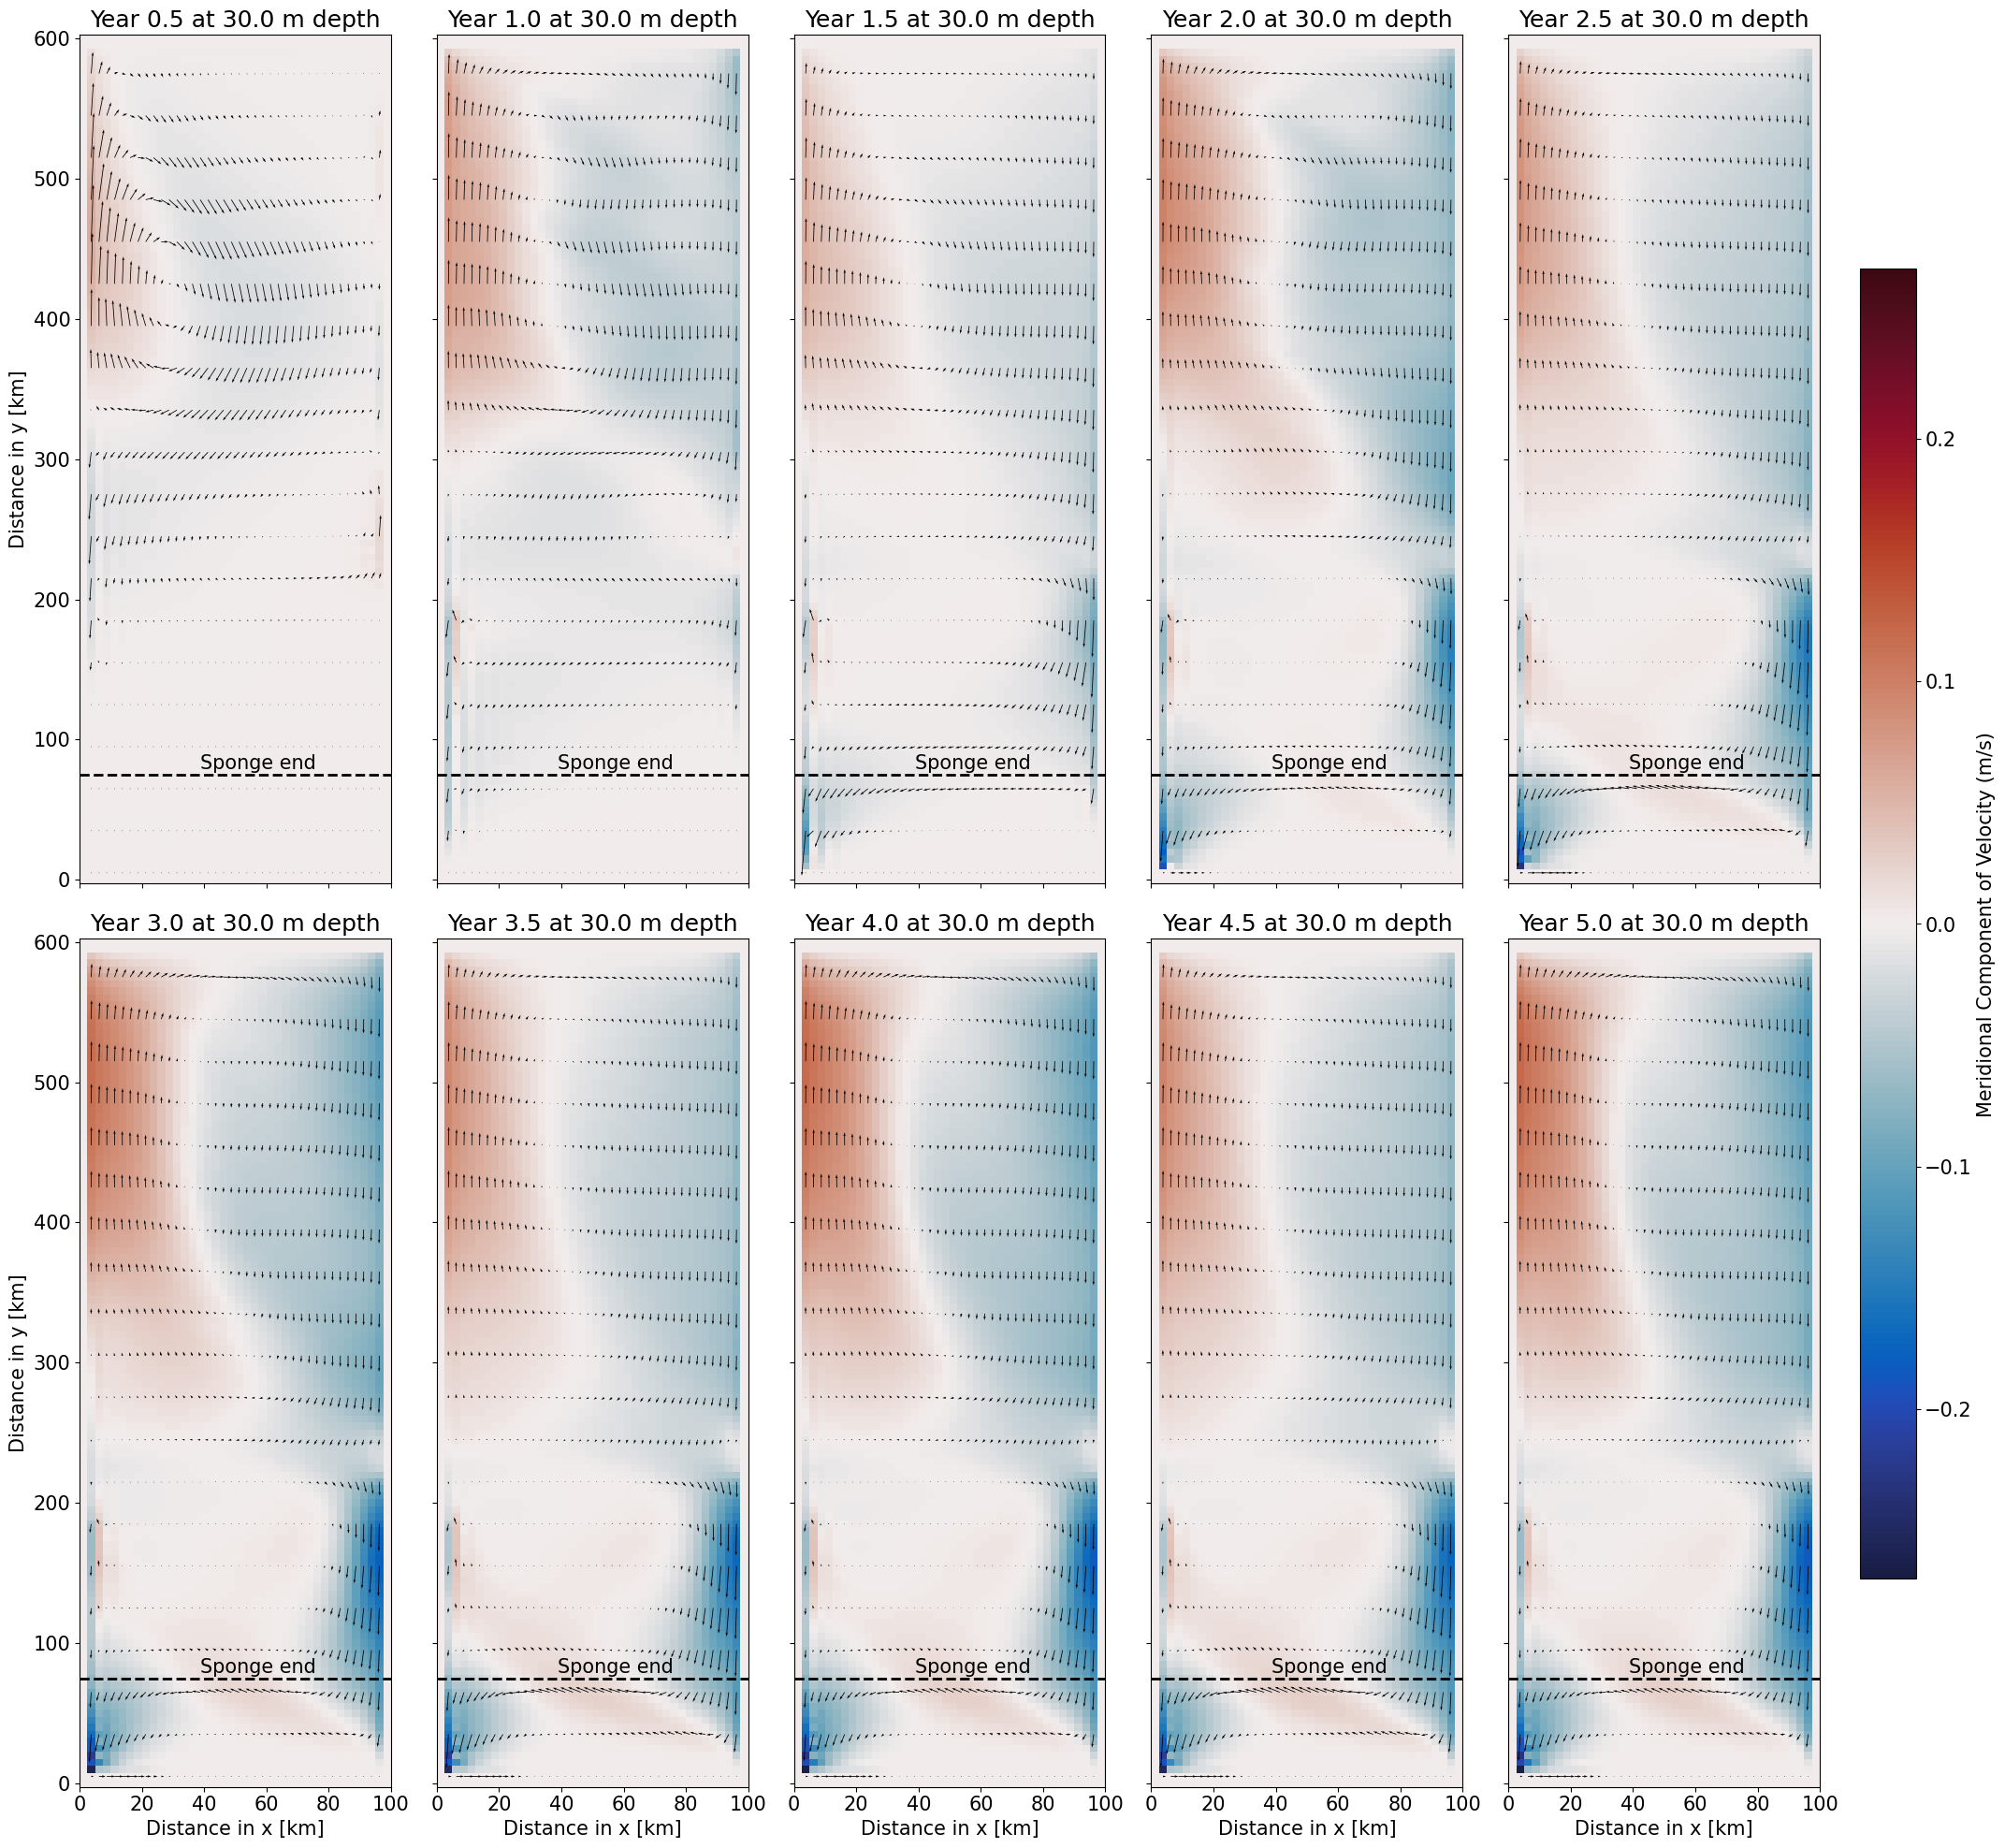 Year 0.5 at 30.0 m depth
Year 1.0 at 30.0 m depth
Year 1.5 at 30.0 m depth
Year 2.0 at 30.0 m depth
Year 2.5 at 30.0 m depth
600
500
400
300
200
100
0
Distance in y [km]
Sponge end
Sponge end
Sponge end
Sponge end
Sponge end
Year 3.0 at 30.0 m depth
Year 3.5 at 30.0 m depth
Year 4.0 at 30.0 m depth
Year 4.5 at 30.0 m depth
Year 5.0 at 30.0 m depth
600
500
400
300
200
100
0
Distance in y [km]
Sponge end
Sponge end
Sponge end
Sponge end
Sponge end
0 20 40 60 80 100
0 20 40 60 80 100
0 20 40 60 80 100
0 20 40 60 80 100
0 20 40 60 80 100
Distance in x [km]
Distance in x [km]
Distance in x [km]
Distance in x [km]
Distance in x [km]
0.2
0.1
0.0
−0.1
−0.2
Meridional Component of Velocity (m/s)